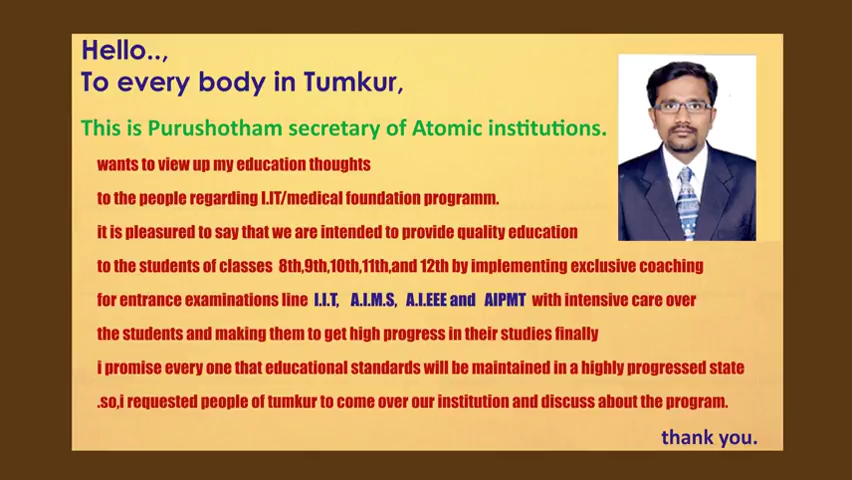 Hello..,
To every body in Tumkur,
This is Purushotham secretary of Atomic institutions.
wants to view up my education thoughts
to the people regarding I.IT/medical foundation programm.
it is pleasured to say that we are intended to provide quality education
to the students of classes 8th,9th,10th,11th,and 12th by implementing exclusive coaching
for entrance examinations line I.I.T, A.I.M.S, A.I.EEE and AIPMT with intensive care over
the students and making them to get high progress in their studies finally
i promise every one that educational standards will be maintained in a highly progressed state
.so,i requested people of tumkur to come over our institution and discuss about the program.
thank you.